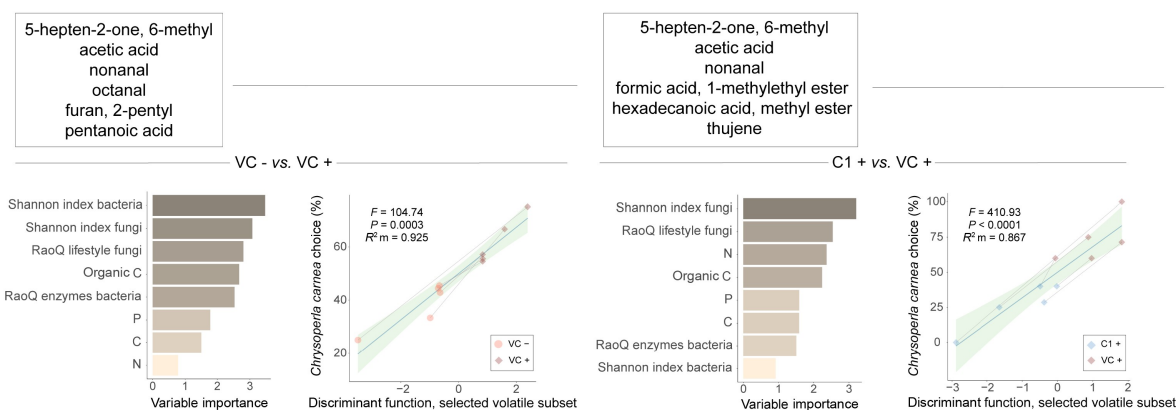 5-hepten-2-one, 6-methyl
acetic acid
nonanal
octanal
furan, 2-pentyl
pentanoic acid
VC - vs. VC +
Shannon index bacteria
Shannon index fungi
RaoQ lifestyle fungi
Organic C
RaoQ enzymes bacteria
P
C
N
0 1 2 3
Variable importance
Chrysoperla carnea choice (%)
60
40
20
F = 104.74
P = 0.0003
R² m = 0.925
VC −
VC +
−2 0 2
Discriminant function, selected volatile subset
5-hepten-2-one, 6-methyl
acetic acid
nonanal
formic acid, 1-methylethyl ester
hexadecanoic acid, methyl ester
thujene
C1 + vs. VC +
Shannon index fungi
RaoQ lifestyle fungi
N
Organic C
P
C
RaoQ enzymes bacteria
Shannon index bacteria
0 1 2 3
Variable importance
Chrysoperla carnea choice (%)
100
75
50
25
0
F = 410.93
P < 0.0001
R² m = 0.867
C1 +
VC +
−3 −2 −1 0 1 2
Discriminant function, selected volatile subset